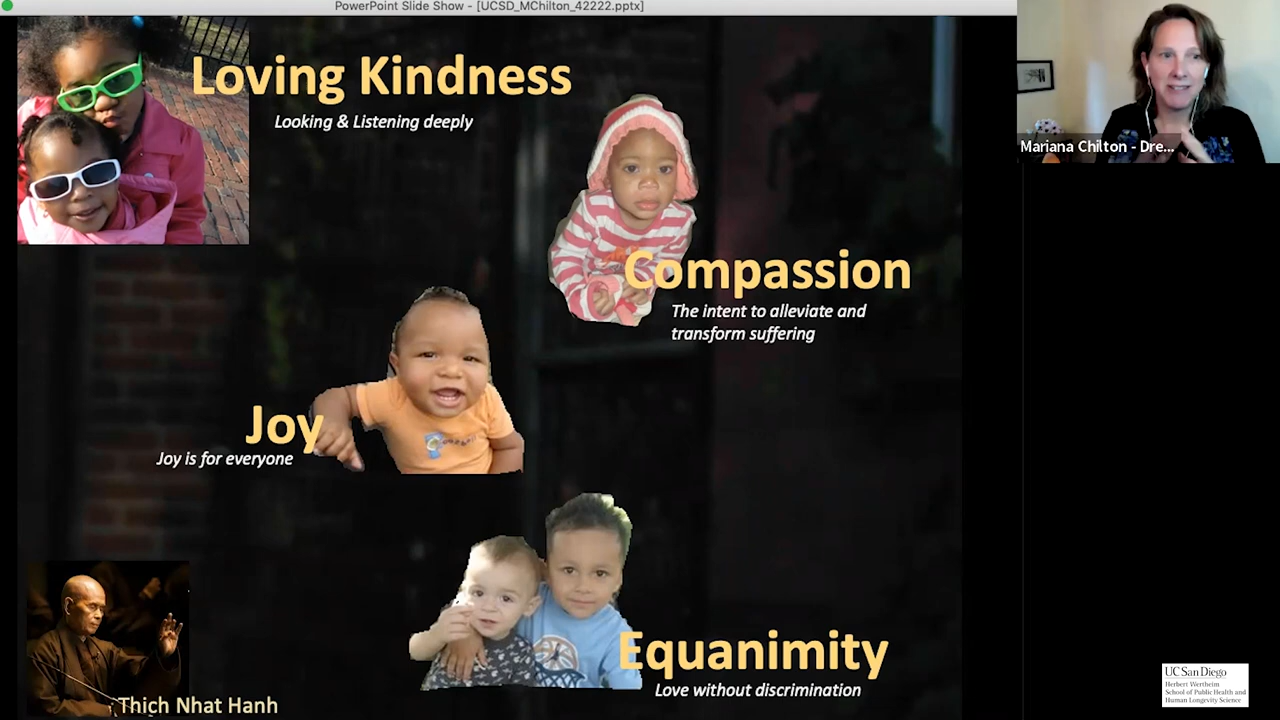 PowerPoint Slide Show - [UCSD_MChilton_42222.pptx]
Loving Kindness
Looking & Listening deeply
Mariana Chilton - Dre...
Compassion
The intent to alleviate and
transform suffering
Joy
Joy is for everyone
Equanimity
Love without discrimination
Thich Nhat Hanh
UC San Diego
Herbert Wertheim
School of Public Health and
Human Longevity Science